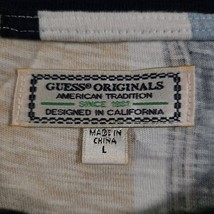 GUESS® ORIGINALS
AMERICAN TRADITION
SINCE 1981
DESIGNED IN CALIFORNIA
MADE IN
CHINA
L